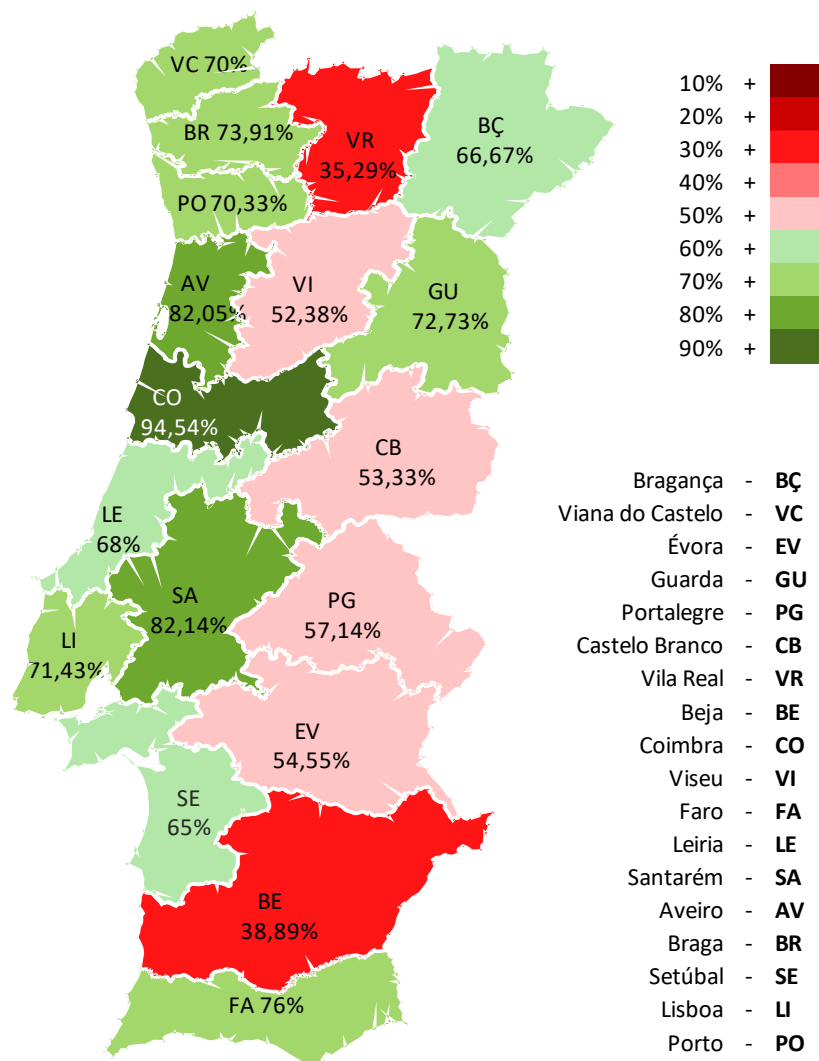 VC 70%
BR 73,91%
VR
35,29%
BÇ
66,67%
PO 70,33%
AV
82,05%
VI
52,38%
GU
72,73%
CO
94,54%
CB
53,33%
LE
68%
SA
82,14%
PG
57,14%
LI
71,43%
EV
54,55%
SE
65%
BE
38,89%
FA 76%
10% +
20% +
30% +
40% +
50% +
60% +
70% +
80% +
90% +
Bragança - BÇ
Viana do Castelo - VC
Évora - EV
Guarda - GU
Portalegre - PG
Castelo Branco - CB
Vila Real - VR
Beja - BE
Coimbra - CO
Viseu - VI
Faro - FA
Leiria - LE
Santarém - SA
Aveiro - AV
Braga - BR
Setúbal - SE
Lisboa - LI
Porto - PO